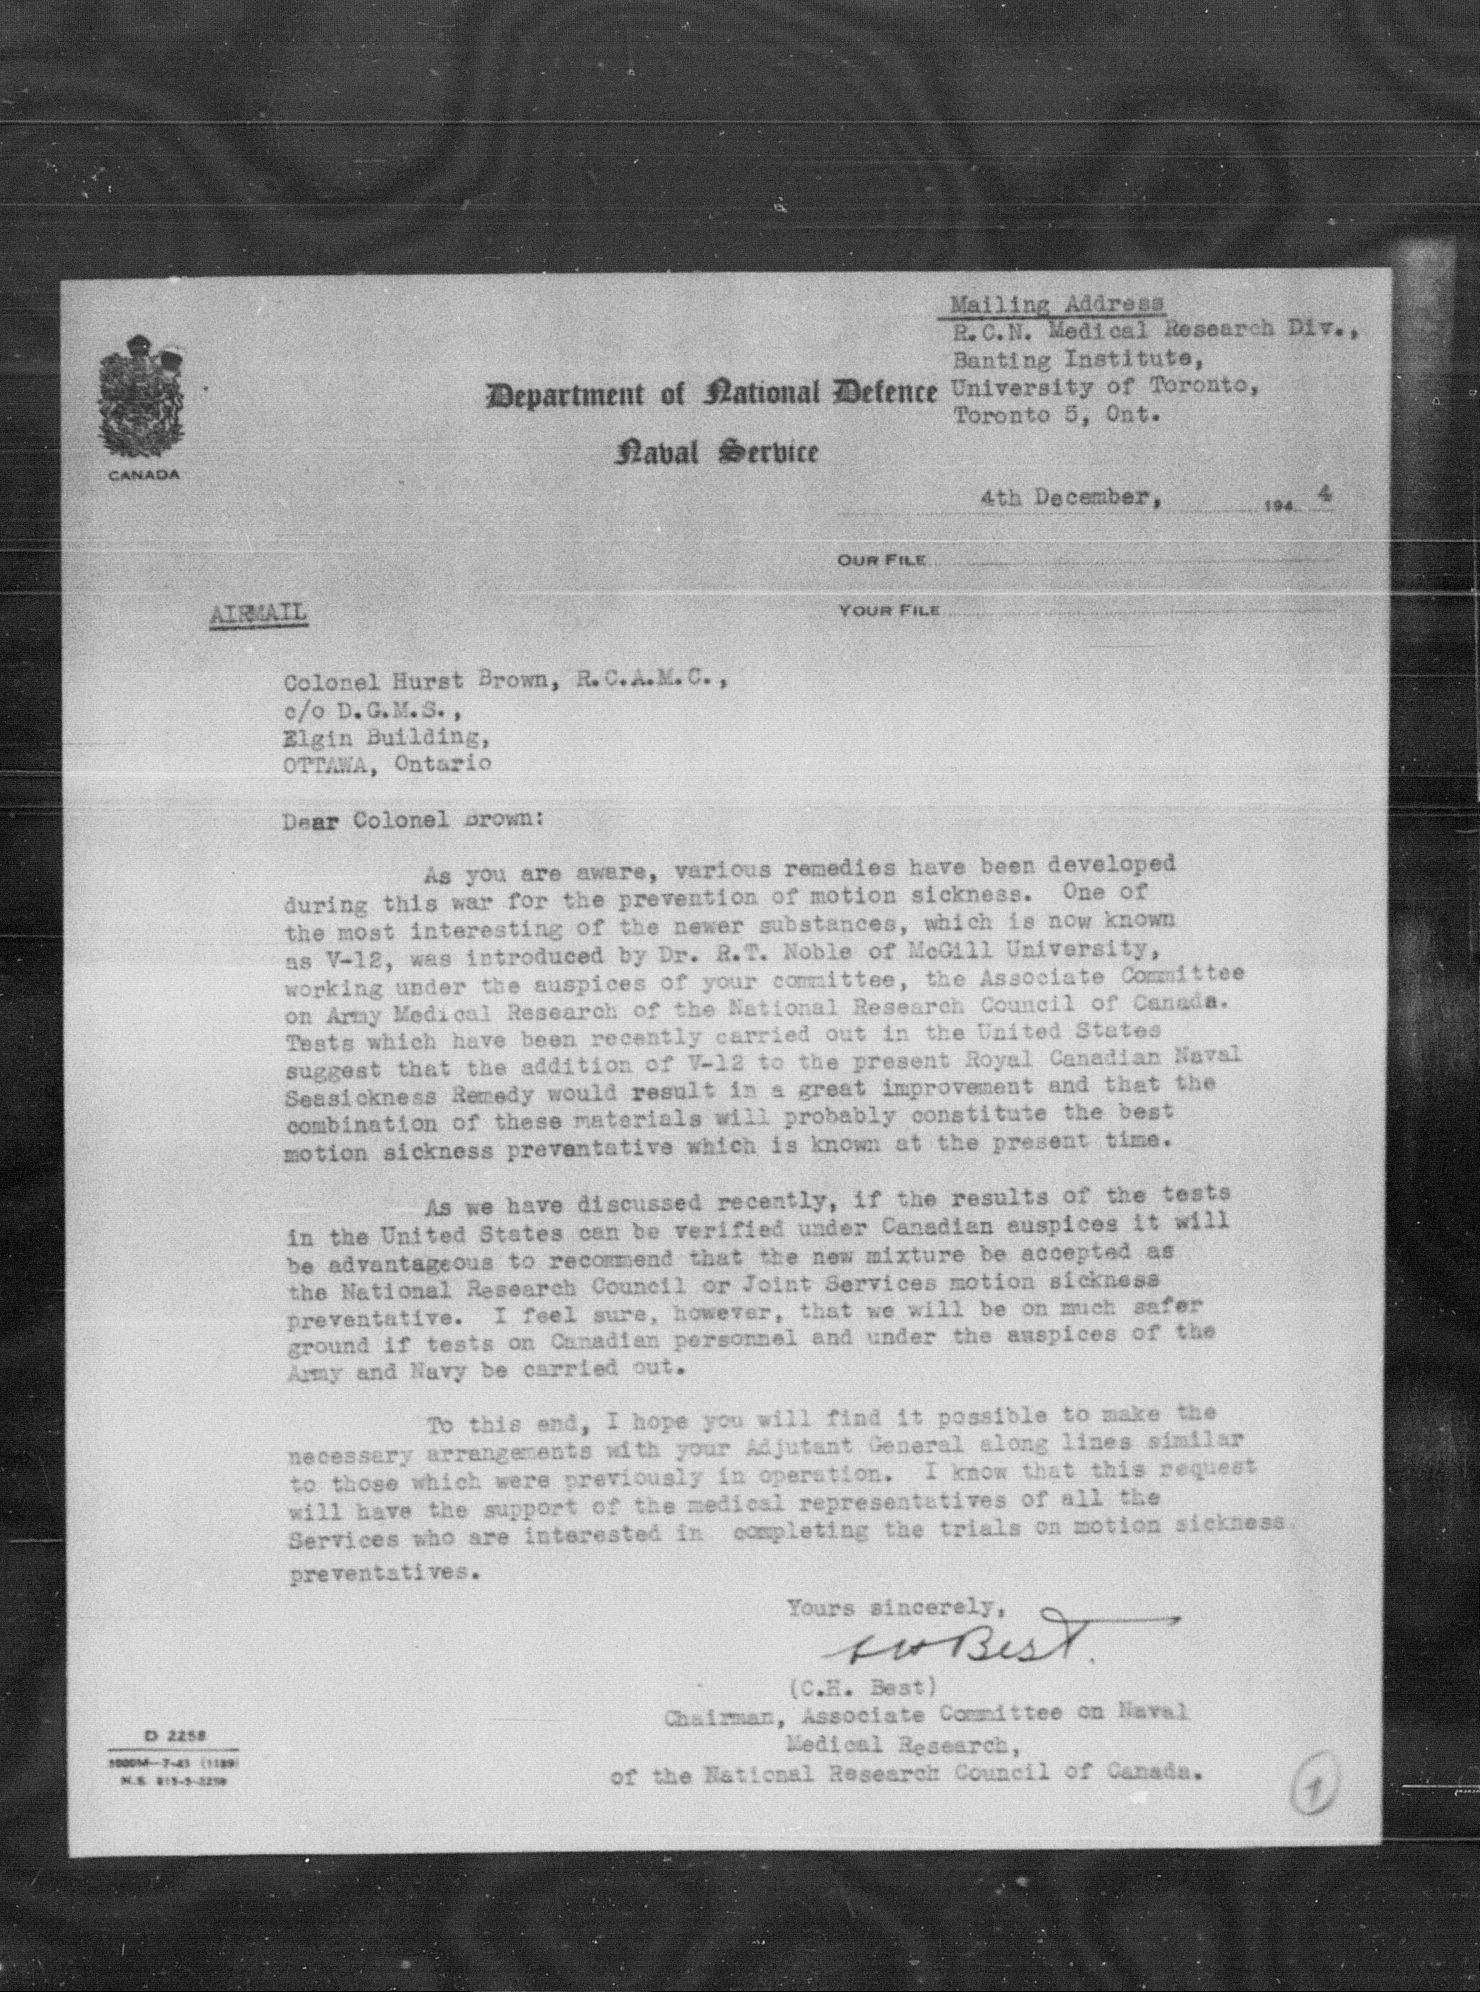 Mailing Address
R.C.N. Medical Research Div.,
Banting Institute,
University of Toronto,
Toronto 5, Ont.
CANADA
Department of National Defence
Naval Service
4th December, 194 4
OUR FILE
YOUR FILE
AIRMAIL
Colonel Hurst Brown, R.C.A.M.C.,
c/o D.G.M.S.,
Elgin Building,
OTTAWA, Ontario
Dear Colonel Brown:
As you are aware, various remedies have been developed
during this war for the prevention of motion sickness. One of
the most interesting of the newer substances, which is now known
as V-12, was introduced by Dr. R.T. Noble of McGill University,
working under the auspices of your committee, the Associate Committee
on Army Medical Research of the National Research Council of Canada.
Tests which have been recently carried out in the United States
suggest that the addition of V-12 to the present Royal Canadian Naval
Seasickness Remedy would result in a great improvement and that the
combination of these materials will probably constitute the best
motion sickness preventative which is known at the present time.
As we have discussed recently, if the results of the tests
in the United States can be verified under Canadian auspices it will
be advantageous to recommend that the new mixture be accepted as
the National Research Council or Joint Services motion sickness
preventative. I feel sure, however, that we will be on much safer
ground if tests on Canadian personnel and under the auspices of the
Army and Navy be carried out.
To this end, I hope you will find it possible to make the
necessary arrangements with your Adjutant General along lines similar
to those which were previously in operation. I know that this request
will have the support of the medical representatives of all the
Services who are interested in completing the trials on motion sickness
preventatives.
Yours sincerely,
C H Best.
(C.H. Best)
Chairman, Associate Committee on Naval
Medical Research,
of the National Research Council of Canada.
D 2258
1